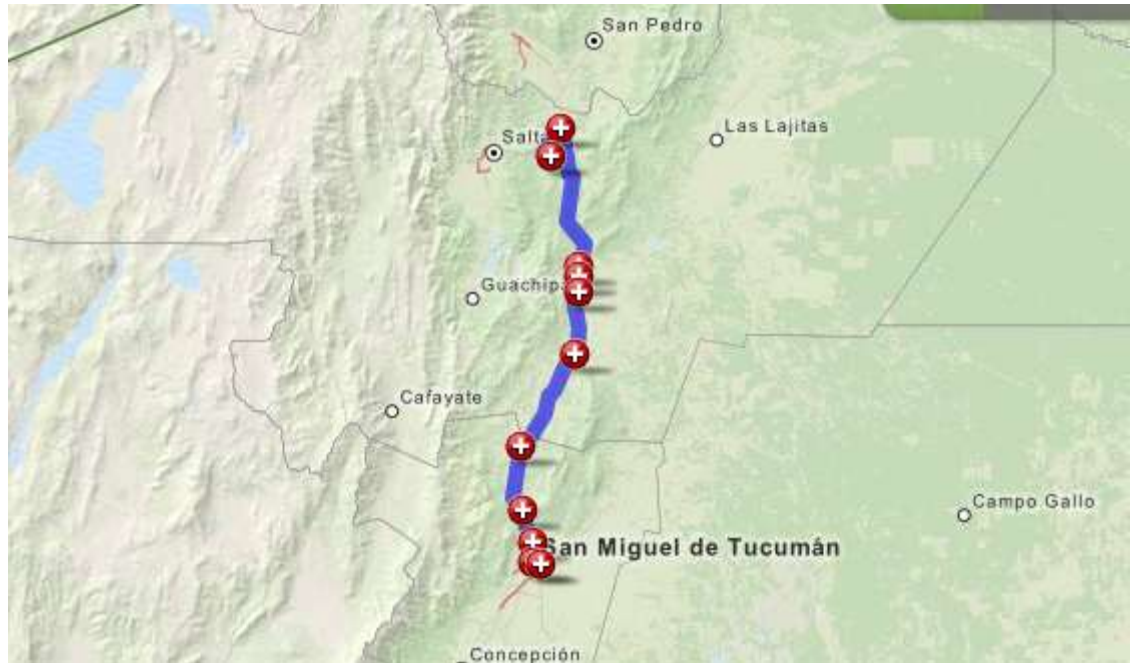 San Pedro
Las Lajitas
Salta
Guachipa
Cafayate
Campo Gallo
San Miguel de Tucumán
Concepción